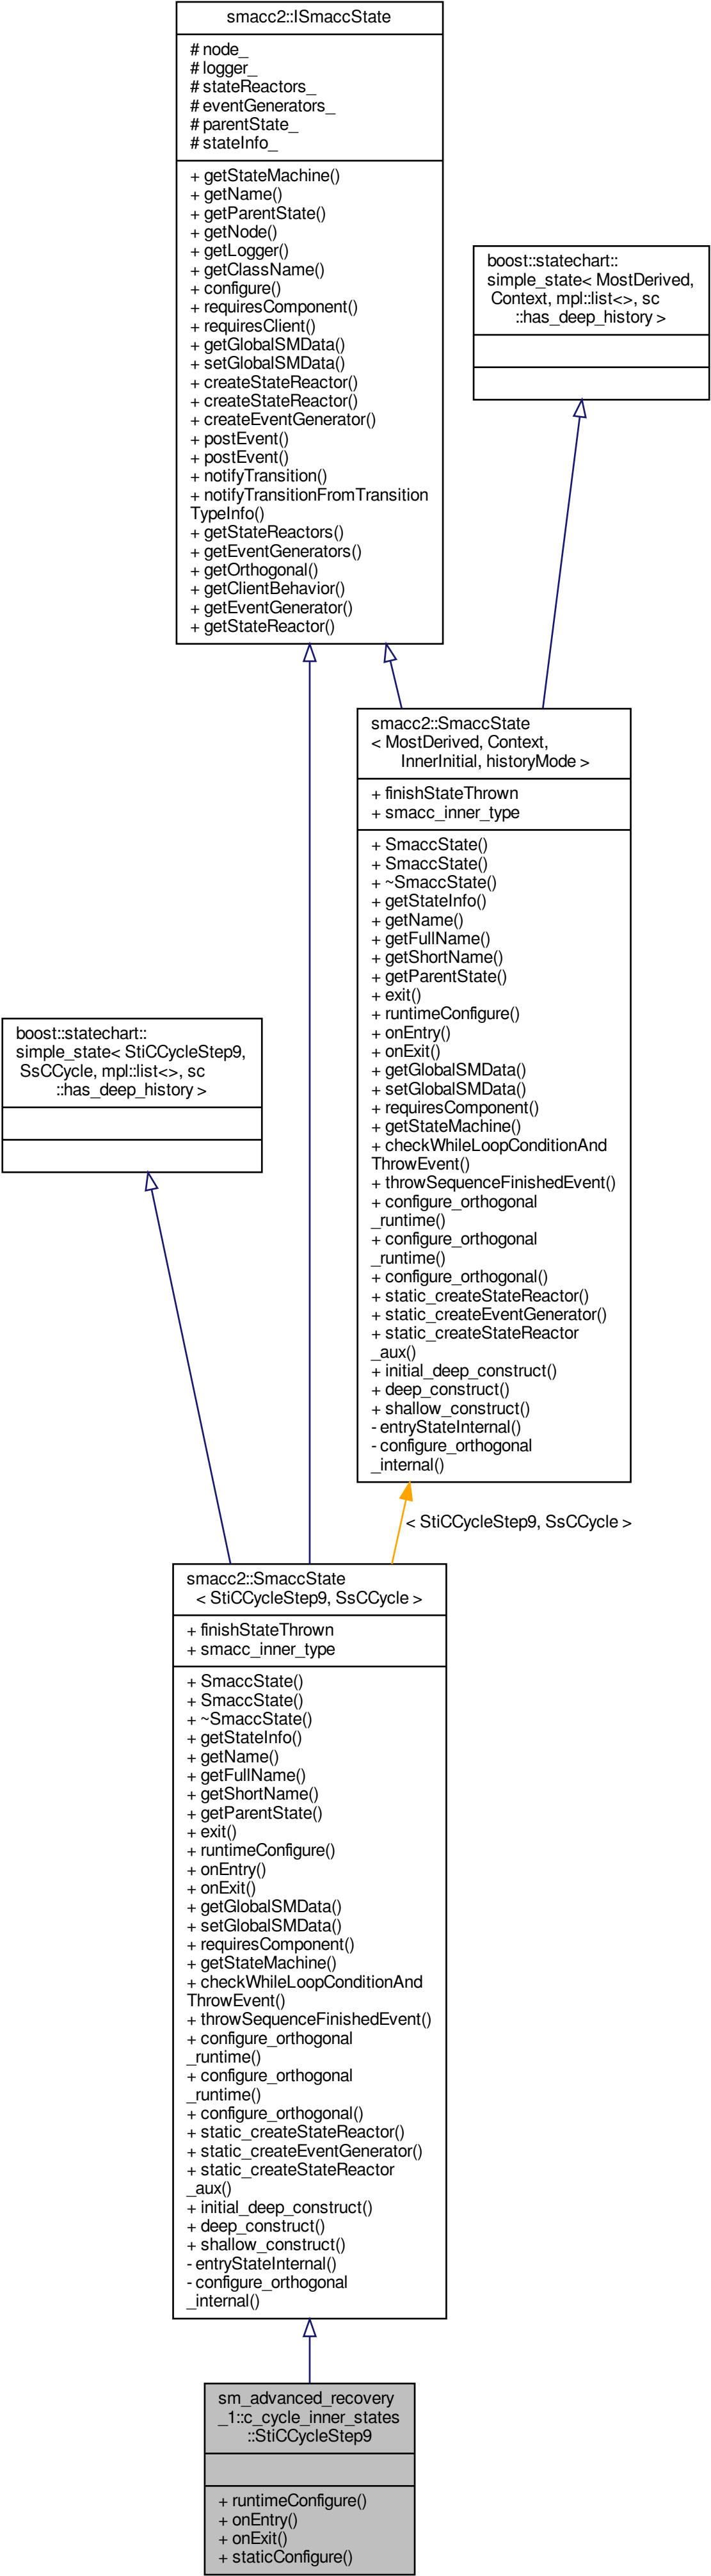 smacc2::ISmaccState
# node_
# logger_
# stateReactors_
# eventGenerators_
# parentState_
# stateInfo_
+ getStateMachine()
+ getName()
+ getParentState()
+ getNode()
+ getLogger()
+ getClassName()
+ configure()
+ requiresComponent()
+ requiresClient()
+ getGlobalSMData()
+ setGlobalSMData()
+ createStateReactor()
+ createStateReactor()
+ createEventGenerator()
+ postEvent()
+ postEvent()
+ notifyTransition()
+ notifyTransitionFromTransition
TypeInfo()
+ getStateReactors()
+ getEventGenerators()
+ getOrthogonal()
+ getClientBehavior()
+ getEventGenerator()
+ getStateReactor()
boost::statechart::
simple_state< MostDerived,
Context, mpl::list<>, sc
::has_deep_history >
smacc2::SmaccState
< MostDerived, Context,
InnerInitial, historyMode >
+ finishStateThrown
+ smacc_inner_type
+ SmaccState()
+ SmaccState()
+ ~SmaccState()
+ getStateInfo()
+ getName()
+ getFullName()
+ getShortName()
+ getParentState()
+ exit()
+ runtimeConfigure()
+ onEntry()
+ onExit()
+ getGlobalSMData()
+ setGlobalSMData()
+ requiresComponent()
+ getStateMachine()
+ checkWhileLoopConditionAnd
ThrowEvent()
+ throwSequenceFinishedEvent()
+ configure_orthogonal
_runtime()
+ configure_orthogonal
_runtime()
+ configure_orthogonal()
+ static_createStateReactor()
+ static_createEventGenerator()
+ static_createStateReactor
_aux()
+ initial_deep_construct()
+ deep_construct()
+ shallow_construct()
- entryStateInternal()
- configure_orthogonal
_internal()
boost::statechart::
simple_state< StiCCycleStep9,
SsCCycle, mpl::list<>, sc
::has_deep_history >
< StiCCycleStep9, SsCCycle >
smacc2::SmaccState
< StiCCycleStep9, SsCCycle >
+ finishStateThrown
+ smacc_inner_type
+ SmaccState()
+ SmaccState()
+ ~SmaccState()
+ getStateInfo()
+ getName()
+ getFullName()
+ getShortName()
+ getParentState()
+ exit()
+ runtimeConfigure()
+ onEntry()
+ onExit()
+ getGlobalSMData()
+ setGlobalSMData()
+ requiresComponent()
+ getStateMachine()
+ checkWhileLoopConditionAnd
ThrowEvent()
+ throwSequenceFinishedEvent()
+ configure_orthogonal
_runtime()
+ configure_orthogonal
_runtime()
+ configure_orthogonal()
+ static_createStateReactor()
+ static_createEventGenerator()
+ static_createStateReactor
_aux()
+ initial_deep_construct()
+ deep_construct()
+ shallow_construct()
- entryStateInternal()
- configure_orthogonal
_internal()
sm_advanced_recovery
_1::c_cycle_inner_states
::StiCCycleStep9
+ runtimeConfigure()
+ onEntry()
+ onExit()
+ staticConfigure()